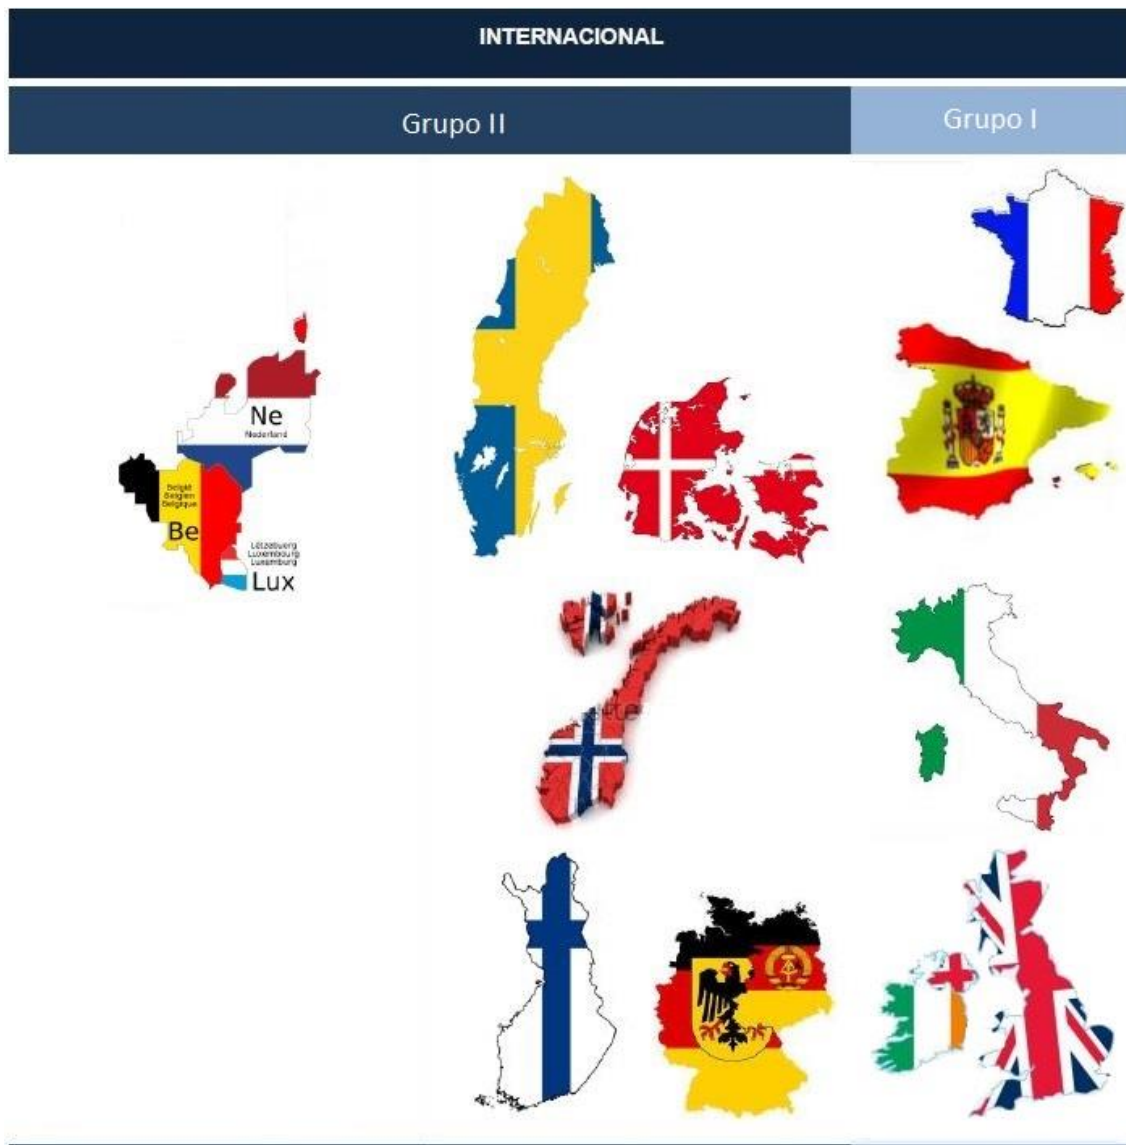 INTERNACIONAL
Grupo II
Grupo I
Ne
Nederland
België
Belgien
Belgique
Be
Lëtzebuerg
Luxembourg
Luxemburg
Lux